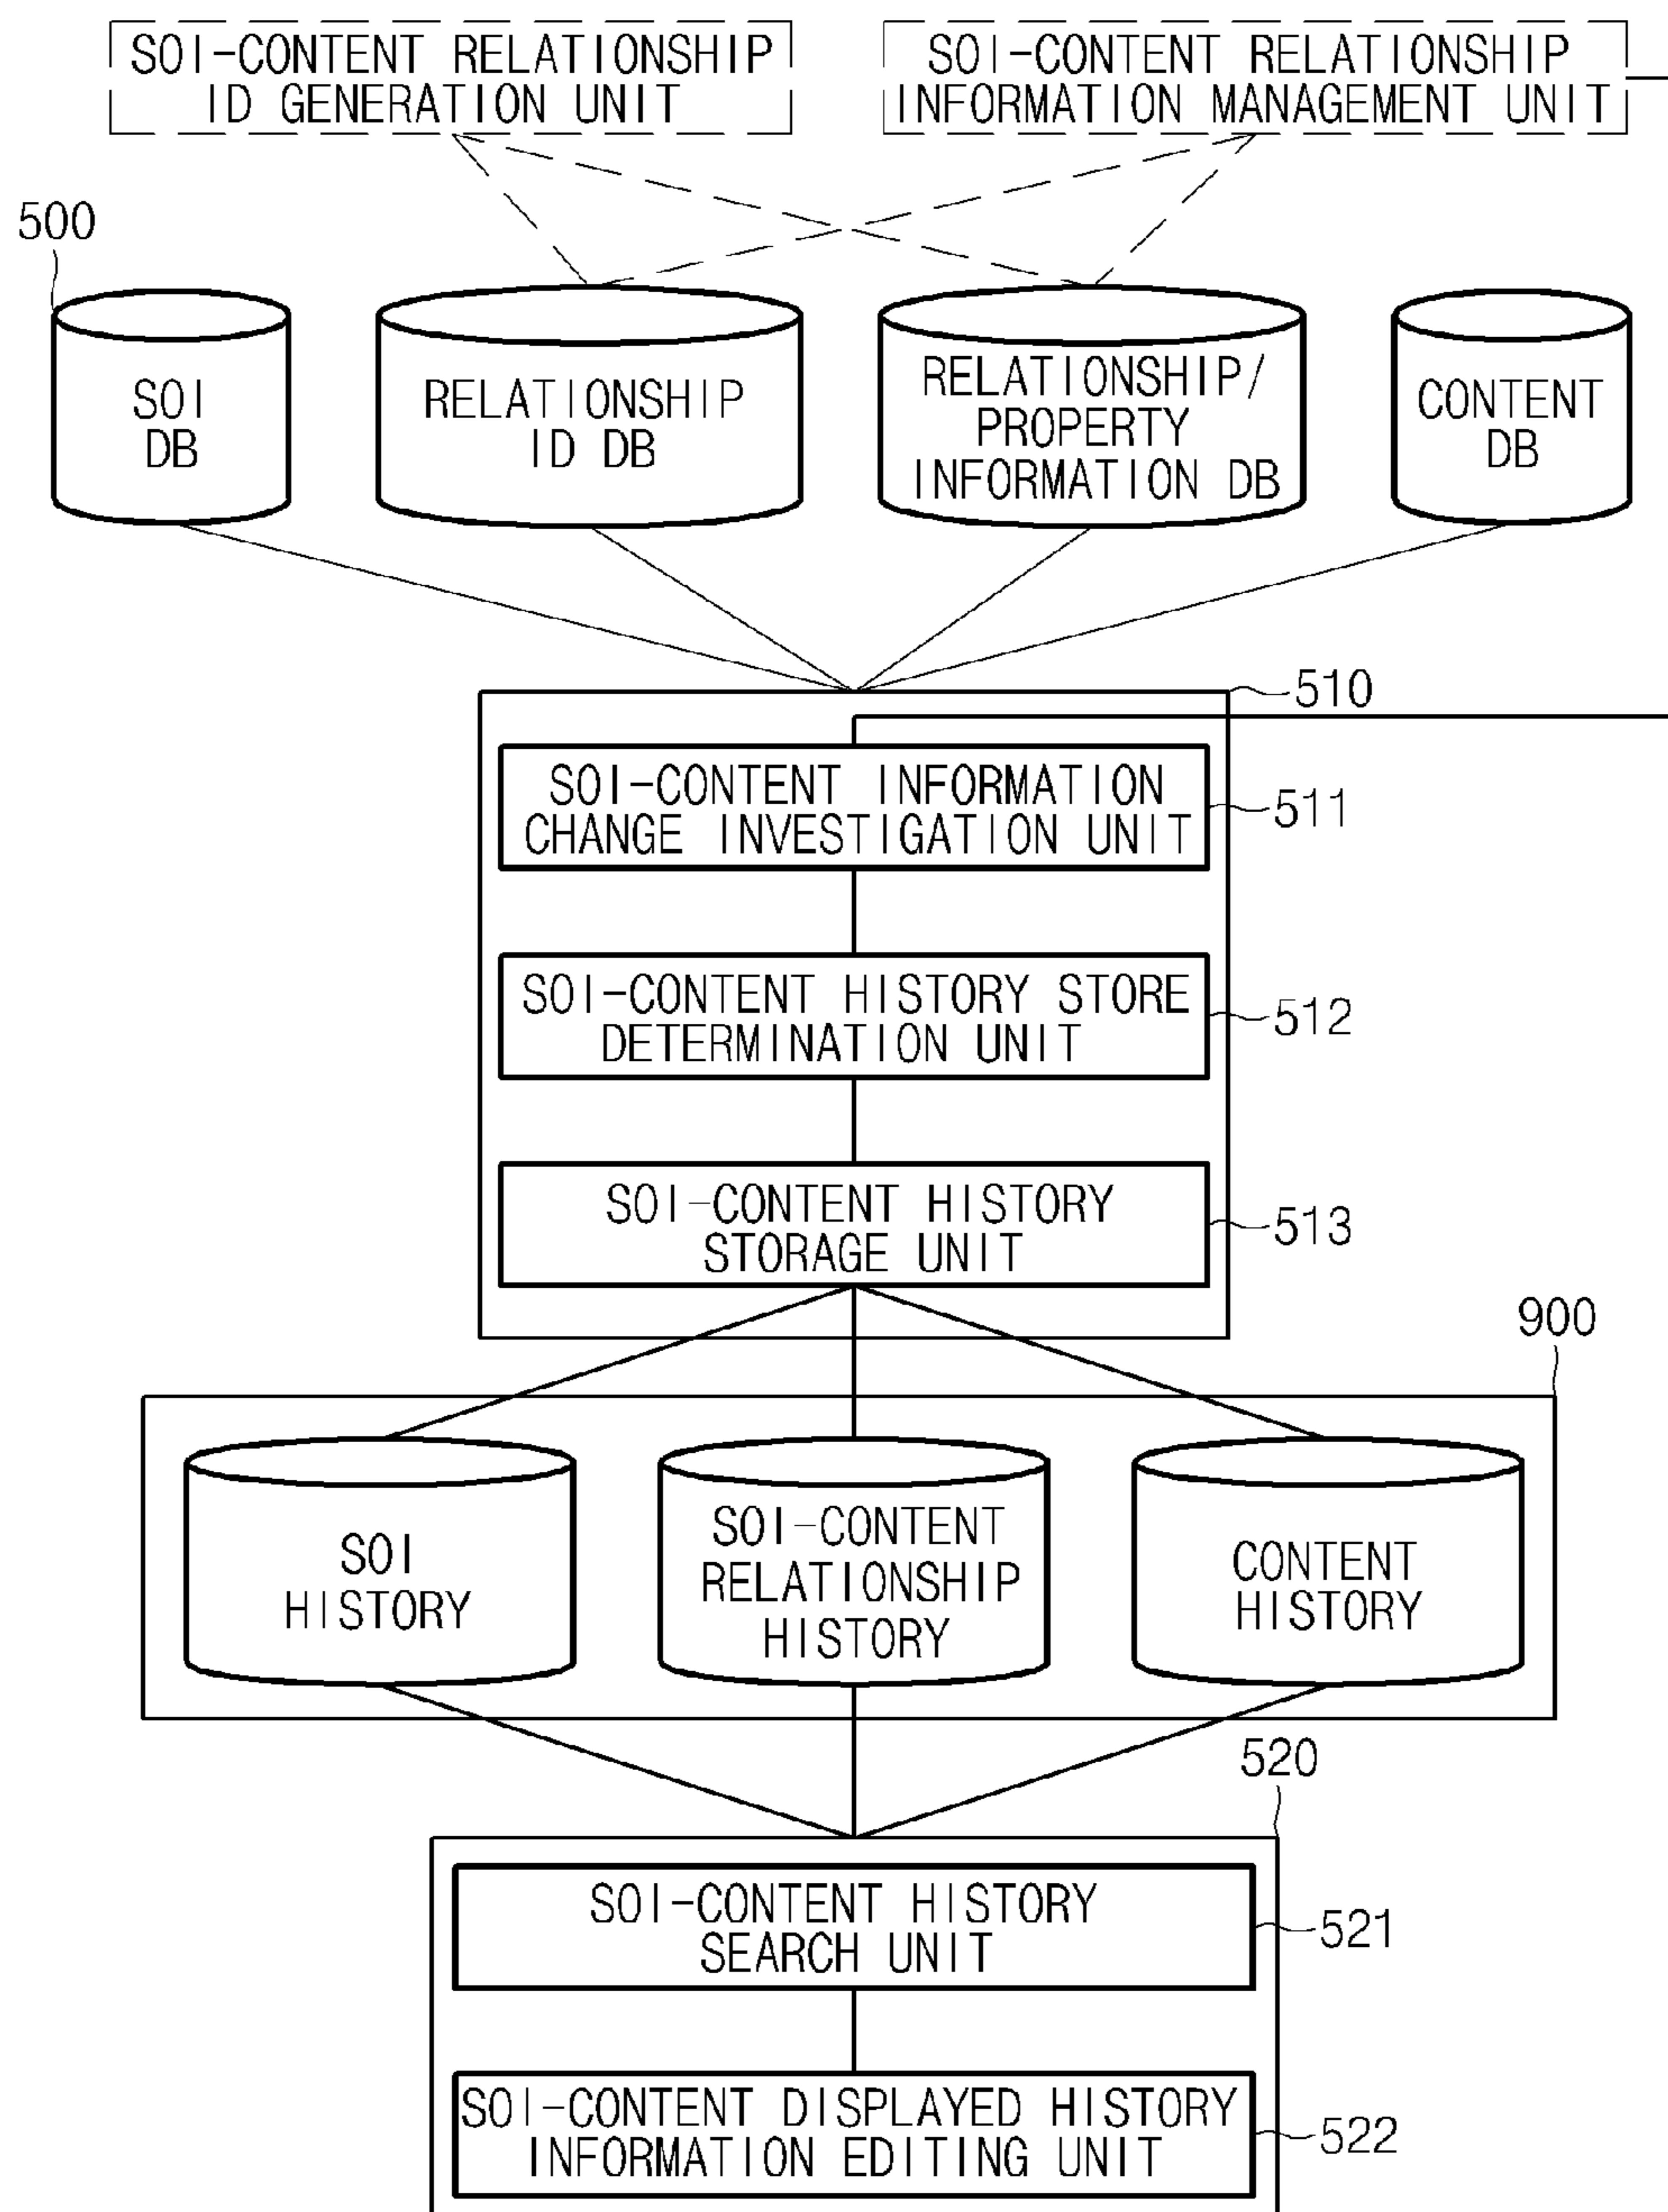 SOI-CONTENT RELATIONSHIP
ID GENERATION UNIT
SOI-CONTENT RELATIONSHIP
INFORMATION MANAGEMENT UNIT
500
SOI
DB
RELATIONSHIP
ID DB
RELATIONSHIP/
PROPERTY
INFORMATION DB
CONTENT
DB
510
SOI-CONTENT INFORMATION
CHANGE INVESTIGATION UNIT
511
SOI-CONTENT HISTORY STORE
DETERMINATION UNIT
512
SOI-CONTENT HISTORY
STORAGE UNIT
513
900
SOI
HISTORY
SOI-CONTENT
RELATIONSHIP
HISTORY
CONTENT
HISTORY
520
SOI-CONTENT HISTORY
SEARCH UNIT
521
SOI-CONTENT DISPLAYED HISTORY
INFORMATION EDITING UNIT
522